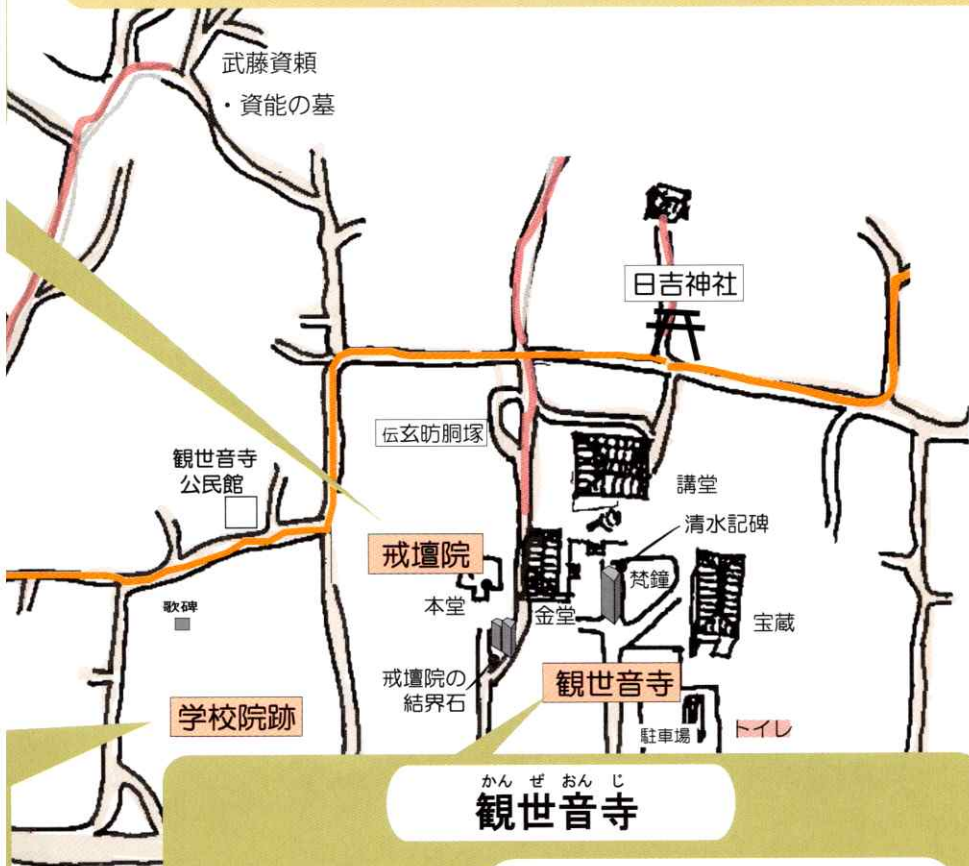 武藤資頼
・資能の墓
日吉神社
伝玄昉胴塚
観世音寺
公民館
講堂
清水記碑
戒壇院
梵鐘
本堂
金堂
宝蔵
歌碑
戒壇院の
結界石
観世音寺
学校院跡
駐車場
トイレ
かんぜおんじ
観世音寺